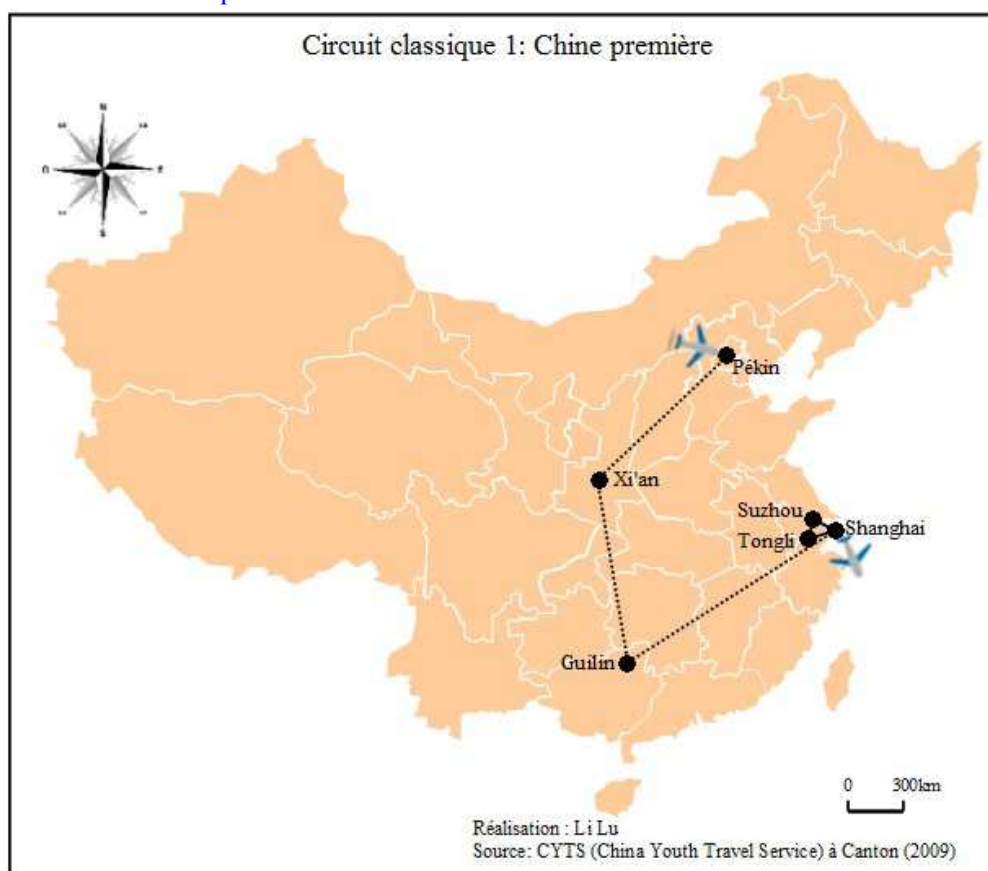 Circuit classique 1: Chine première
N
O
E
S
Pékin
Xi'an
Suzhou
Shanghai
Tongli
Guilin
0 300km
Réalisation : Li Lu
Source: CYTS (China Youth Travel Service) à Canton (2009)